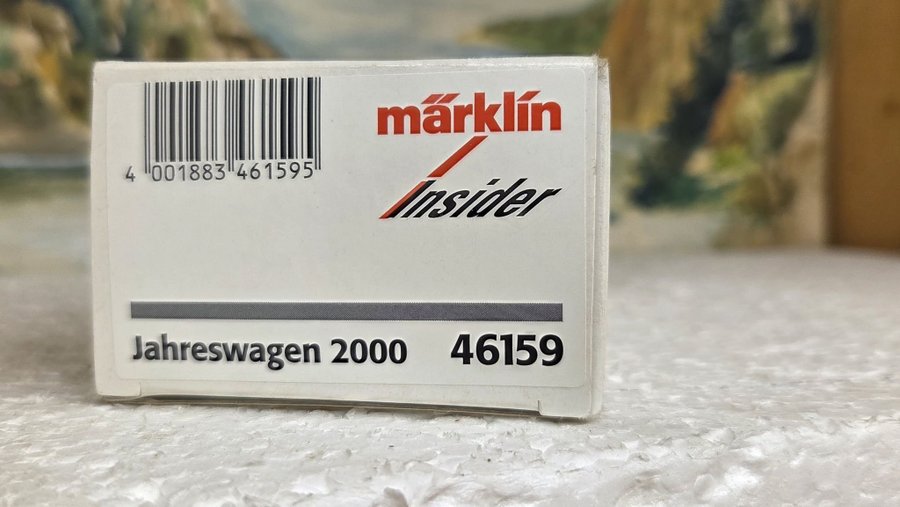 4 001883 461595
märklin
Insider
Jahreswagen 2000 46159